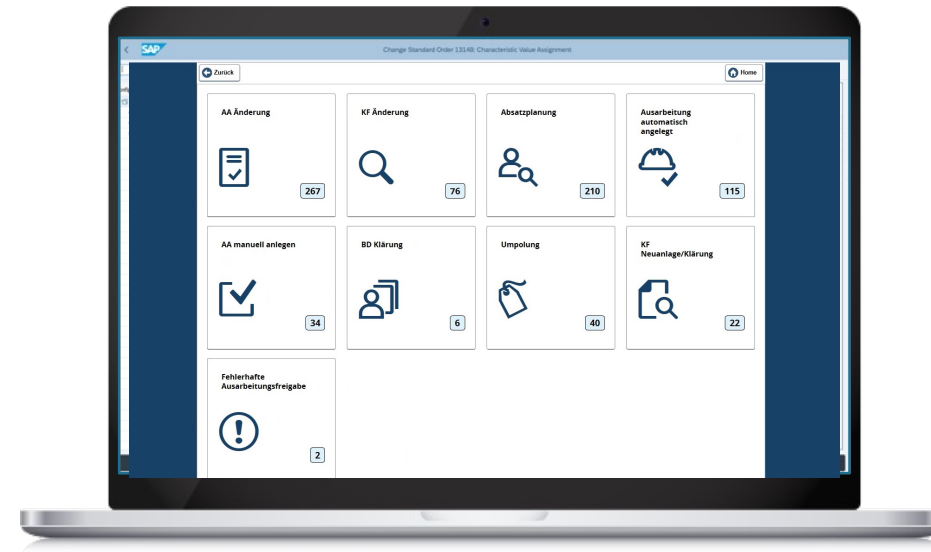 SAP
Change Standard Order 13148: Characteristic Value Assignment
Zurück
Home
AA Änderung
267
KF Änderung
76
Absatzplanung
210
Ausarbeitung
automatisch
angelegt
115
AA manuell anlegen
34
BD Klärung
6
Umpolung
40
KF
Neuanlage/Klärung
22
Fehlerhafte
Ausarbeitungsfreigabe
2